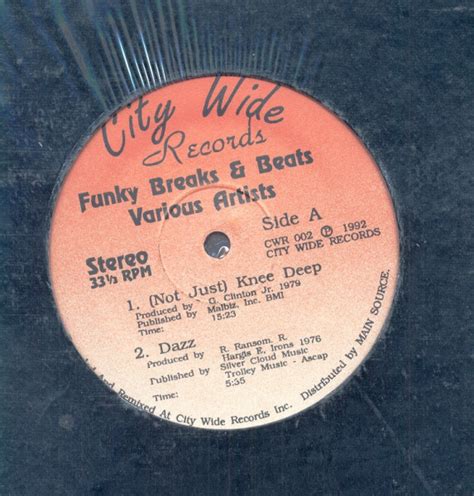 City Wide
Records
Funky Breaks & Beats
Various Artists
Side A
Stereo
33⅓ RPM
CWR 002 Ⓟ 1992
CITY WIDE RECORDS
1. (Not Just) Knee Deep
Produced by G. Clinton Jr. 1979
Published by Malbiz, Inc. BMI
Time: 15:23
2. Dazz
Produced by R. Ransom, R.
Hargis E. Irons 1976
Published by Silver Cloud Music
Trolley Music - Ascap
Time: 5:35
Remixed At City Wide Records Inc. Distributed by MAIN SOURCE.